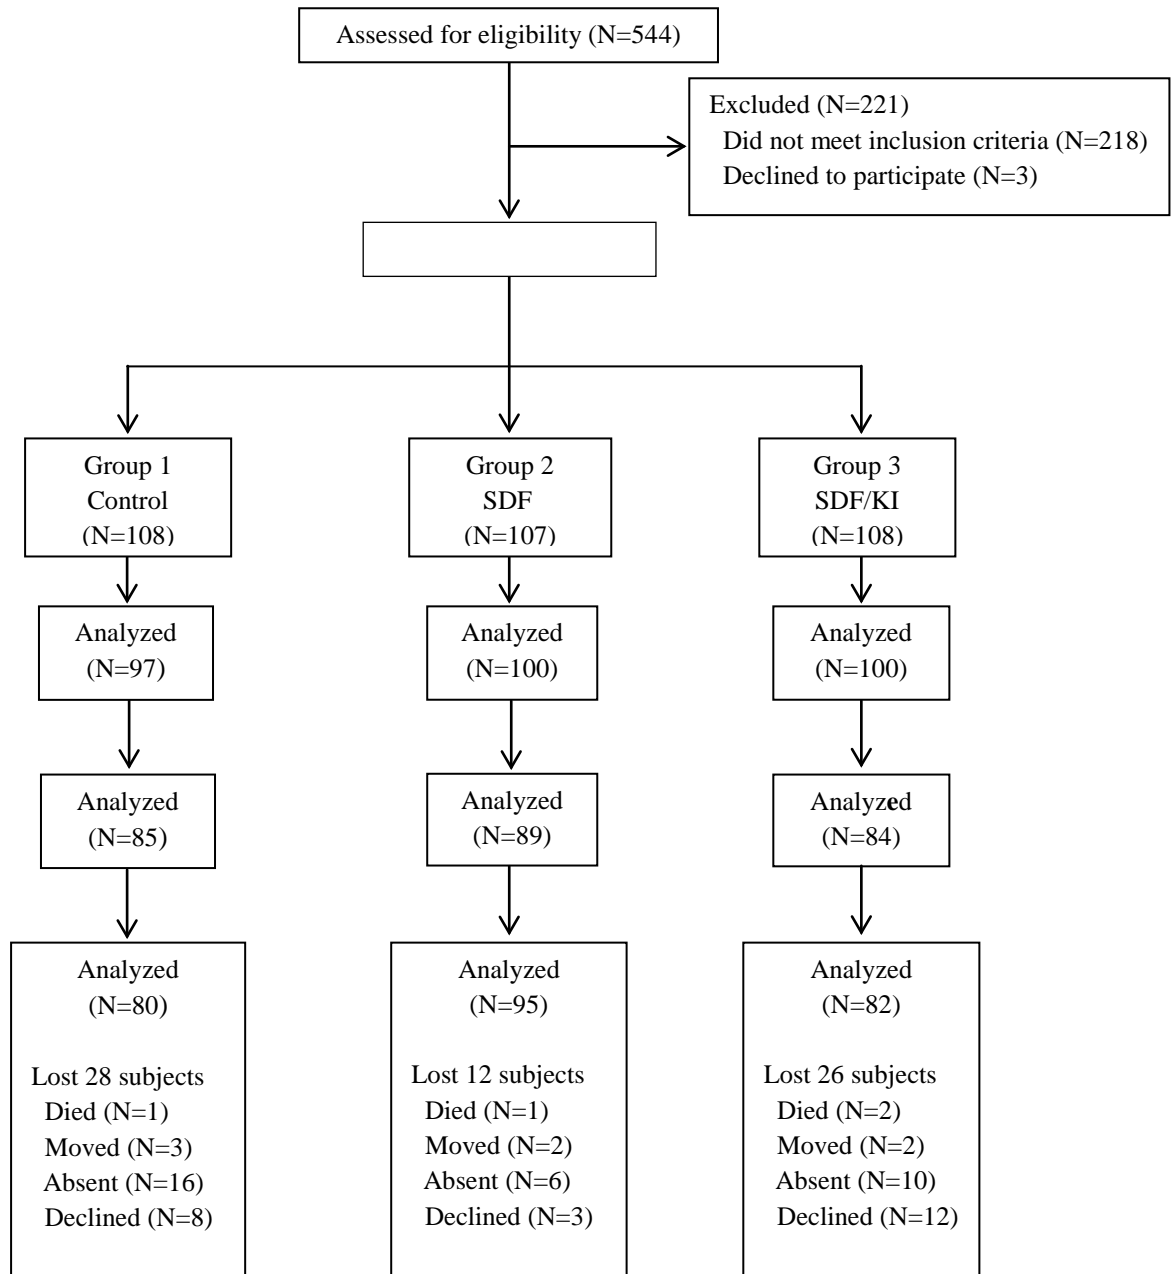 Assessed for eligibility (N=544)
Excluded (N=221)
Did not meet inclusion criteria (N=218)
Declined to participate (N=3)
Group 1
Control
(N=108)
Group 2
SDF
(N=107)
Group 3
SDF/KI
(N=108)
Analyzed
(N=97)
Analyzed
(N=100)
Analyzed
(N=100)
Analyzed
(N=85)
Analyzed
(N=89)
Analyzed
(N=84)
Analyzed
(N=80)
Lost 28 subjects
Died (N=1)
Moved (N=3)
Absent (N=16)
Declined (N=8)
Analyzed
(N=95)
Lost 12 subjects
Died (N=1)
Moved (N=2)
Absent (N=6)
Declined (N=3)
Analyzed
(N=82)
Lost 26 subjects
Died (N=2)
Moved (N=2)
Absent (N=10)
Declined (N=12)